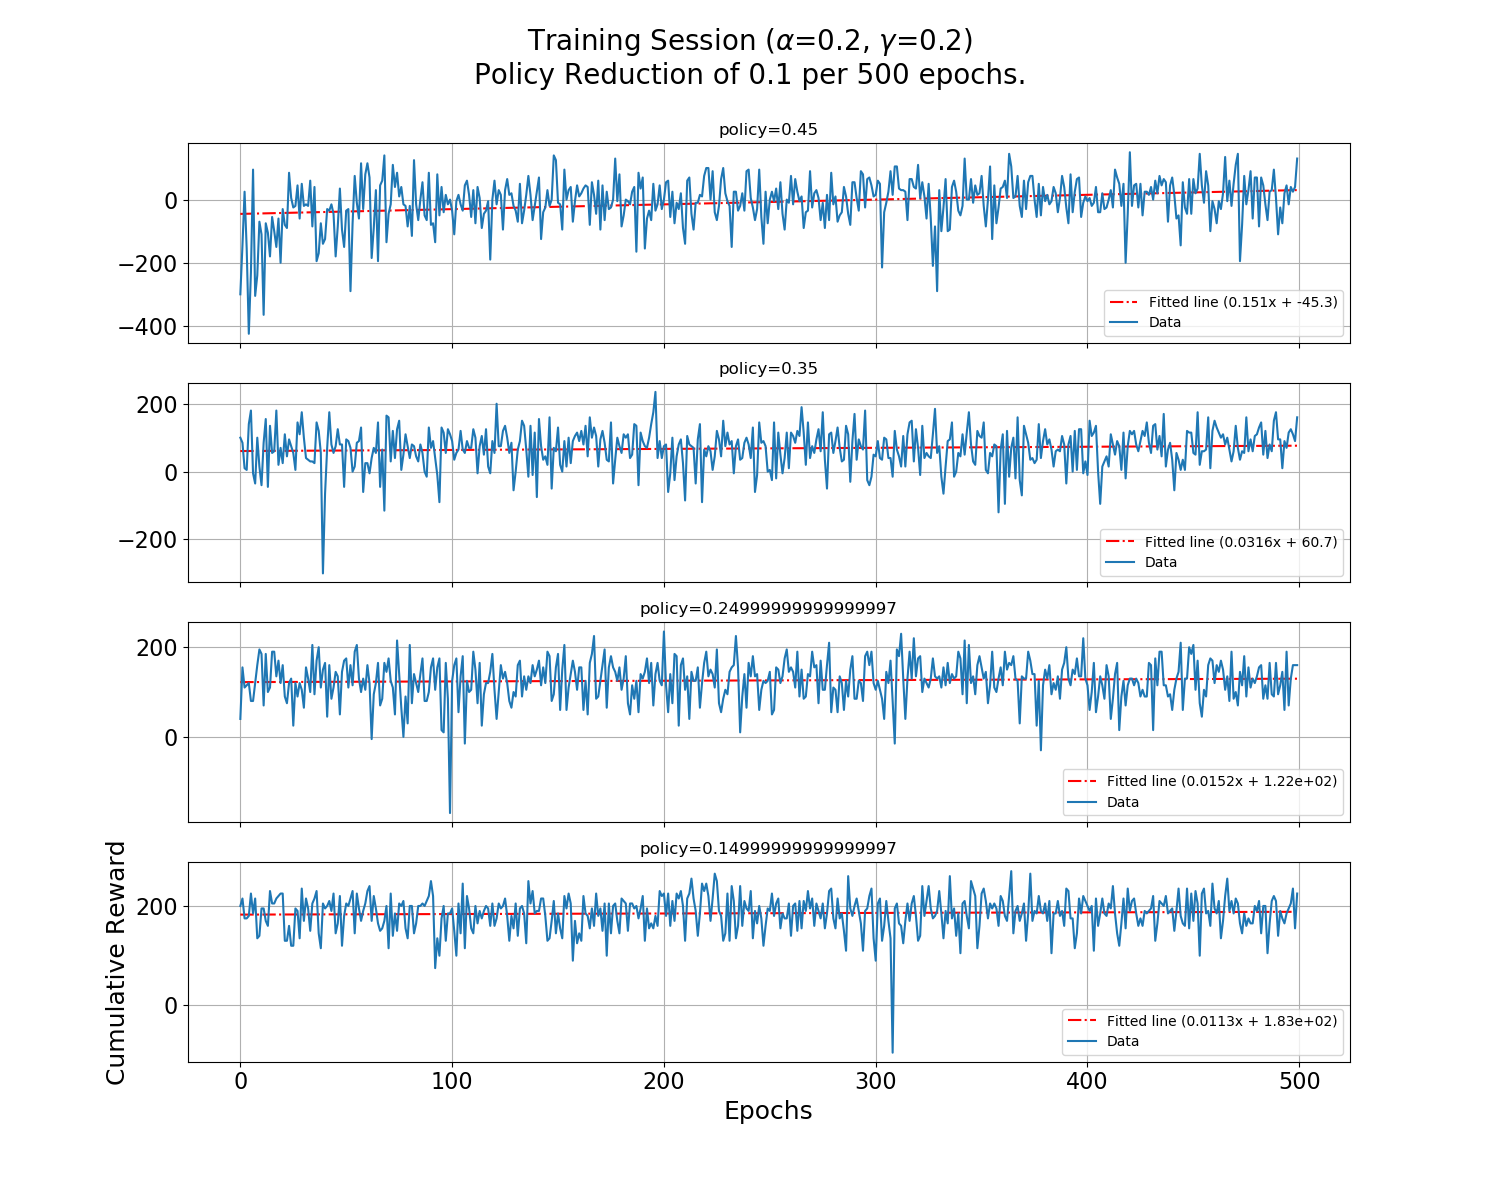 Training Session (α=0.2, γ=0.2)
Policy Reduction of 0.1 per 500 epochs.
policy=0.45
0
−200
−400
Fitted line (0.151x + -45.3)
Data
policy=0.35
200
0
−200
Fitted line (0.0316x + 60.7)
Data
policy=0.24999999999999997
200
0
Fitted line (0.0152x + 1.22e+02)
Data
policy=0.14999999999999997
200
0
Fitted line (0.0113x + 1.83e+02)
Data
Cumulative Reward
0 100 200 300 400 500
Epochs